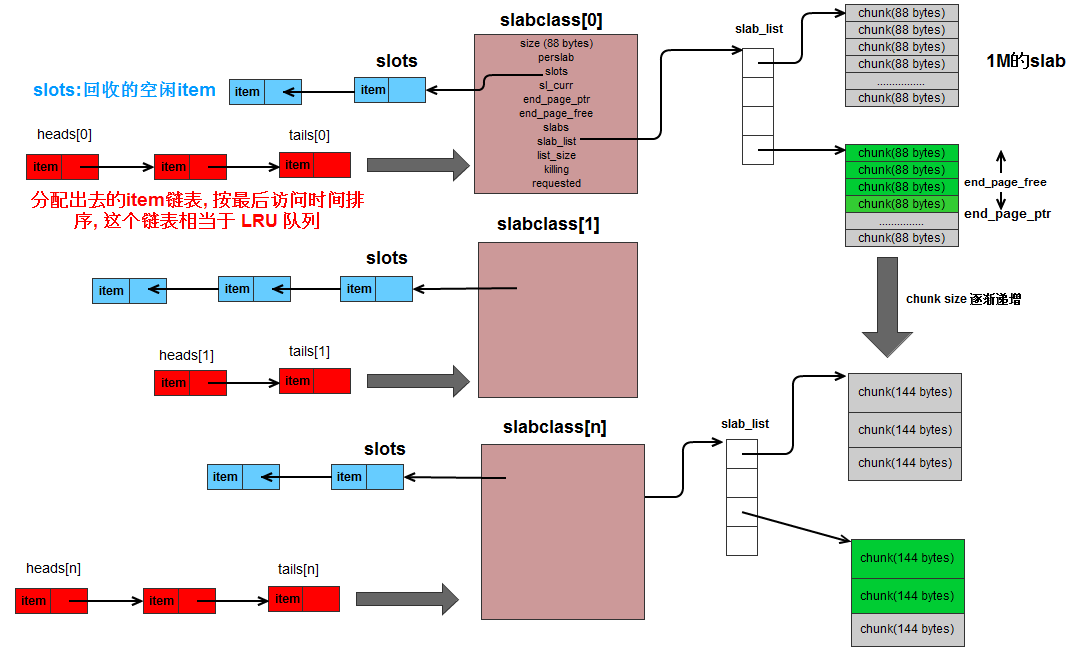 slabclass[0]
size (88 bytes)
perslab
slots
sl_curr
end_page_ptr
end_page_free
slabs
slab_list
list_size
killing
requested
slots
slots:回收的空闲item
item
item
heads[0]
tails[0]
item
item
item
分配出去的item链表, 按最后访问时间排
序, 这个链表相当于 LRU 队列
slab_list
chunk(88 bytes)
chunk(88 bytes)
chunk(88 bytes)
chunk(88 bytes)
................
chunk(88 bytes)
1M的slab
chunk(88 bytes)
chunk(88 bytes)
chunk(88 bytes)
chunk(88 bytes)
...............
chunk(88 bytes)
end_page_free
end_page_ptr
chunk size 逐渐递增
slabclass[1]
slots
item
item
item
heads[1]
tails[1]
item
item
slabclass[n]
slots
item
item
heads[n]
tails[n]
item
item
item
slab_list
chunk(144 bytes)
chunk(144 bytes)
chunk(144 bytes)
chunk(144 bytes)
chunk(144 bytes)
chunk(144 bytes)